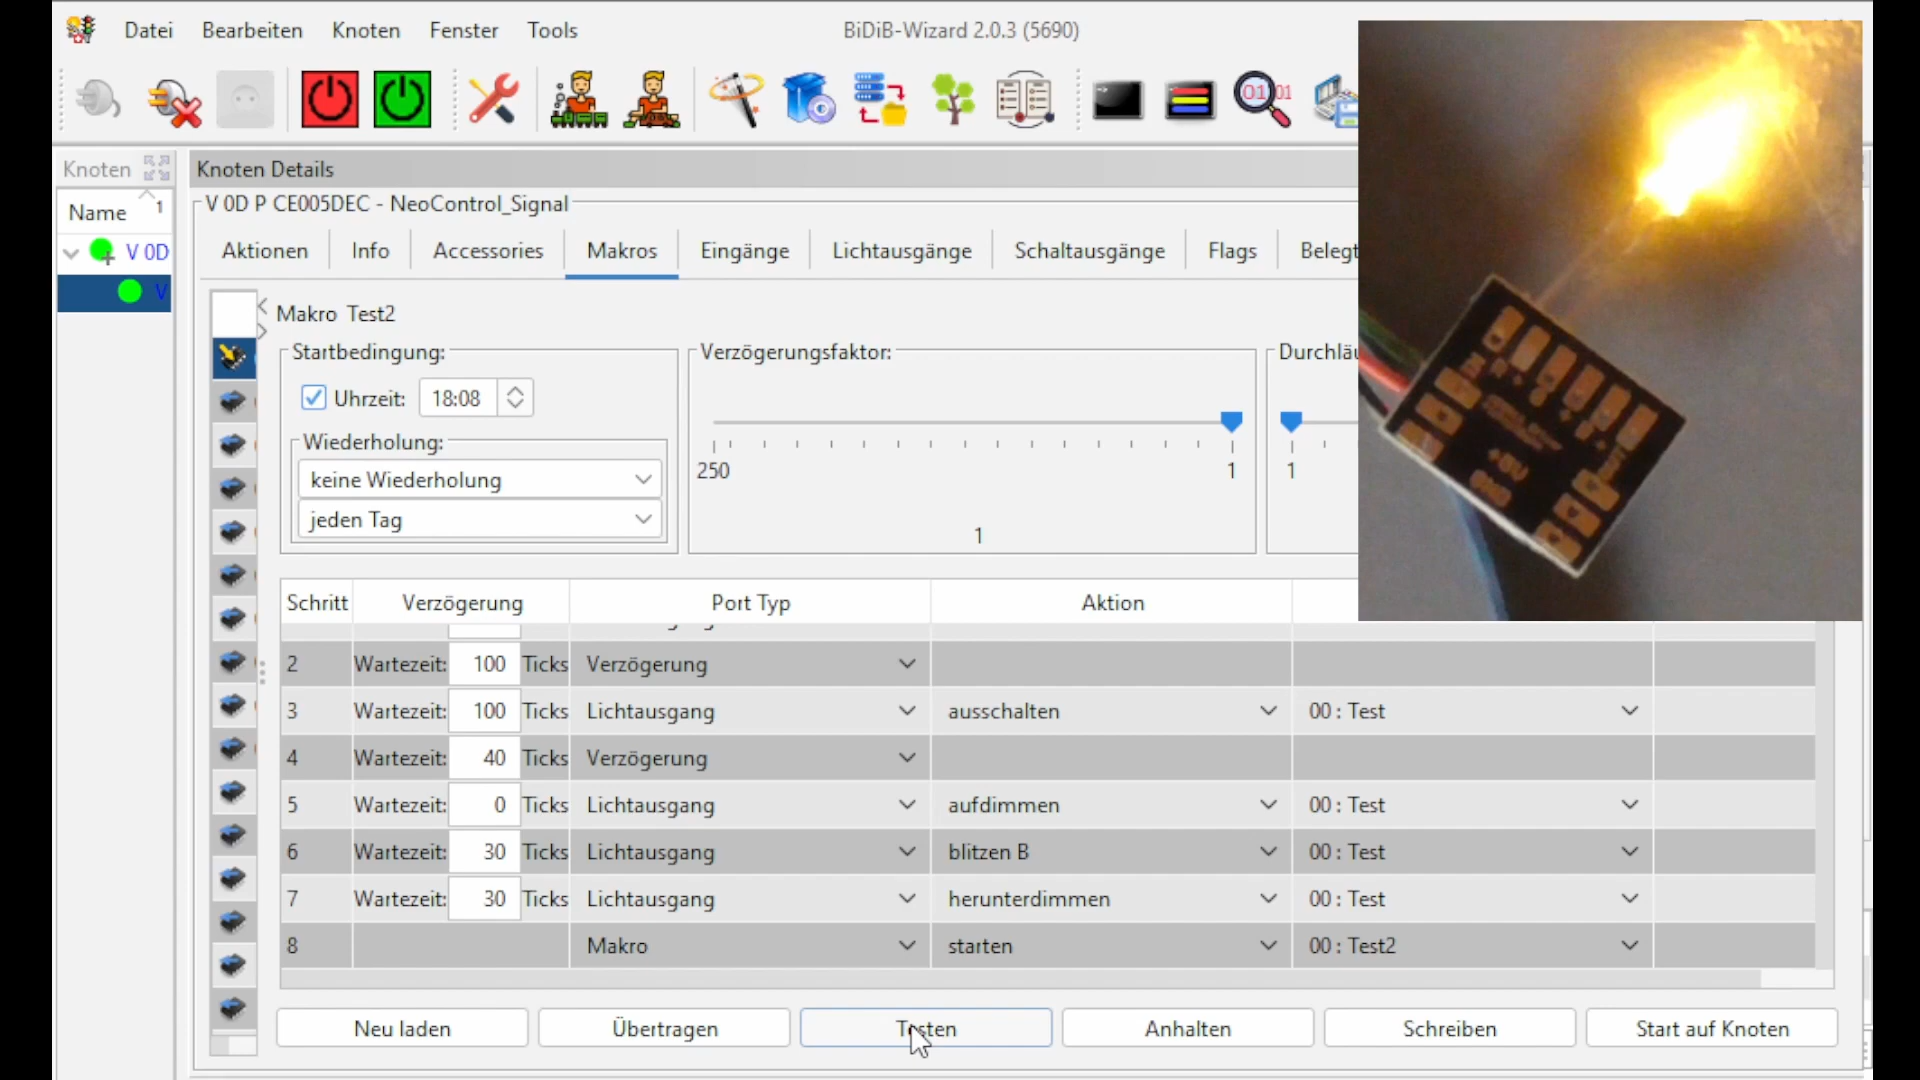 Datei Bearbeiten Knoten Fenster Tools BiDiB-Wizard 2.0.3 (5690)
Knoten
Knoten Details
Name 1
V 0D P CE005DEC - NeoControl_Signal
V 0D
V
Aktionen Info Accessories Makros Eingänge Lichtausgänge Schaltausgänge Flags Belegt
Makro Test2
Startbedingung:
Uhrzeit: 18:08
Wiederholung:
keine Wiederholung
jeden Tag
Verzögerungsfaktor:
250 1
1
Durchläu
1
+5V
GND
Schritt Verzögerung Port Typ Aktion
2 Wartezeit: 100 Ticks Verzögerung
3 Wartezeit: 100 Ticks Lichtausgang ausschalten 00 : Test
4 Wartezeit: 40 Ticks Verzögerung
5 Wartezeit: 0 Ticks Lichtausgang aufdimmen 00 : Test
6 Wartezeit: 30 Ticks Lichtausgang blitzen B 00 : Test
7 Wartezeit: 30 Ticks Lichtausgang herunterdimmen 00 : Test
8 Makro starten 00 : Test2
Neu laden Übertragen Testen Anhalten Schreiben Start auf Knoten